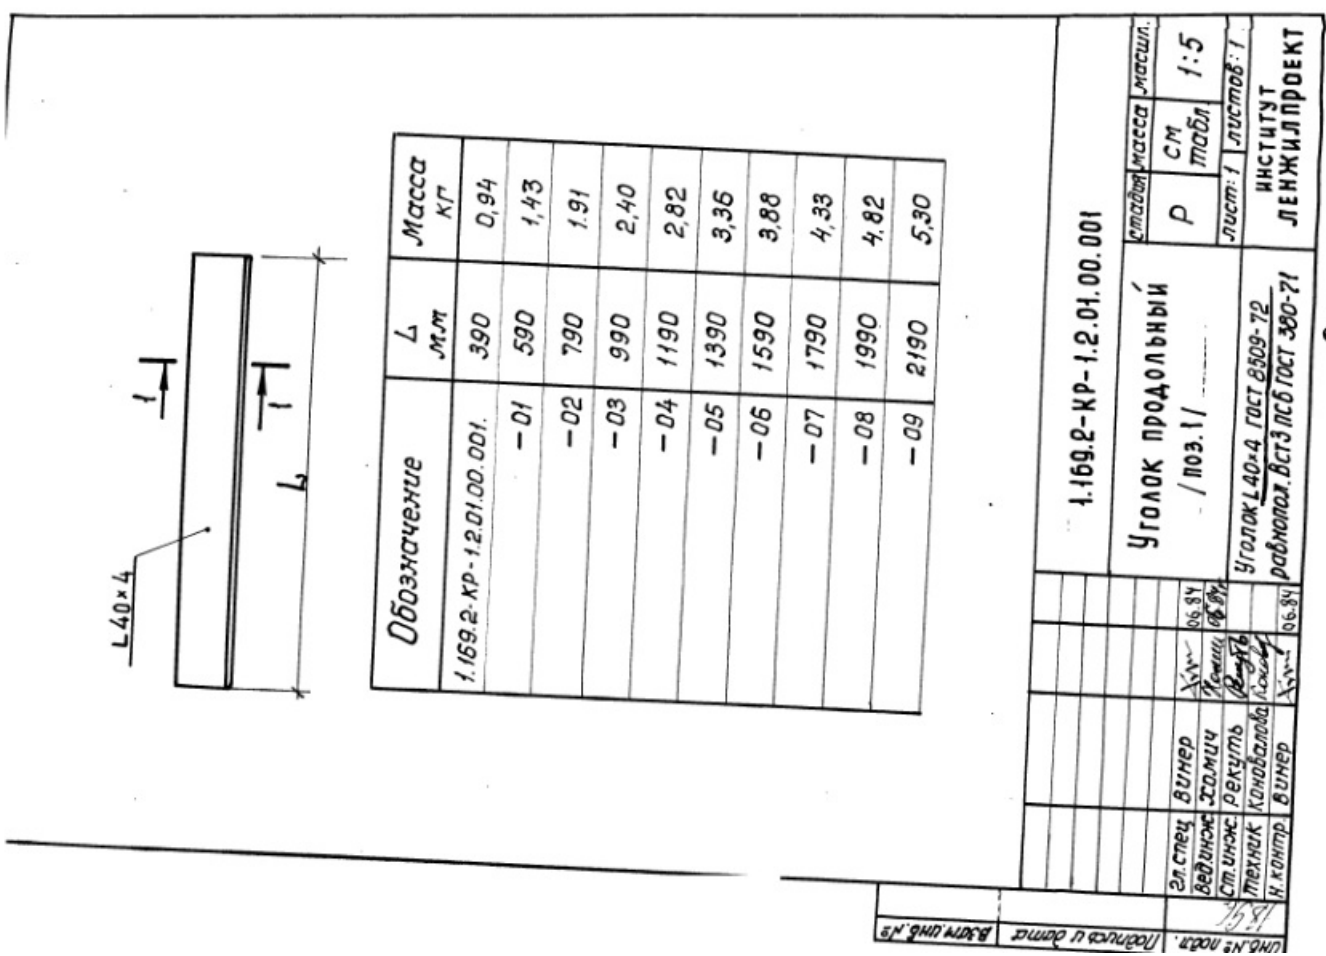 L40×4
1
1
L
Обозначение L м.м Масса кг
1.169.2-КР-1.2.01.00.001. 390 0,94
-01 590 1,43
-02 790 1.91
-03 990 2,40
-04 1190 2,82
-05 1390 3,36
-06 1590 3,88
-07 1790 4,33
-08 1990 4,82
-09 2190 5,30
1.169.2-КР-1.2.01.00.001
Уголок продольный
/поз.1/
стадия масса масшт.
Р см табл. 1:5
лист:1 листов:1
Уголок L40×4 гост 8509-72
равнопол. Вст3 пс6 гост 380-71
институт
ЛЕНЖИЛПРОЕКТ
гл.спец Винер 06.84
вед.инж. Хомич 06.84
ст.инж. Рекуть
техник Коновалова
н.контр. Винер 06.84
Взам.инв.№
Подпись и дата
инв.№ подл.